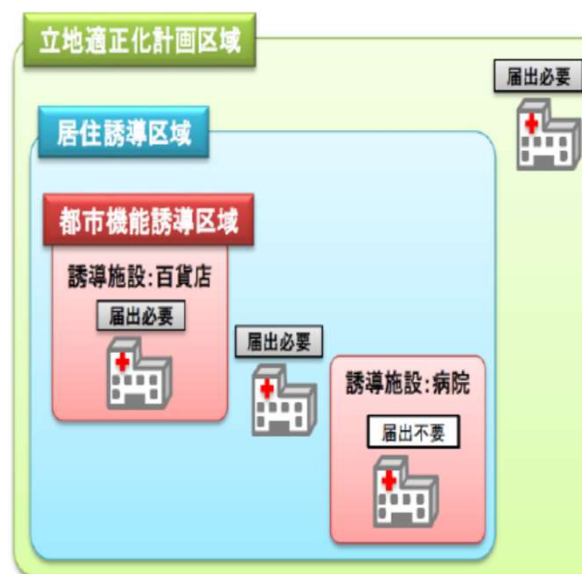 立地適正化計画区域
届出必要
居住誘導区域
都市機能誘導区域
誘導施設:百貨店
届出必要
届出必要
誘導施設:病院
届出不要